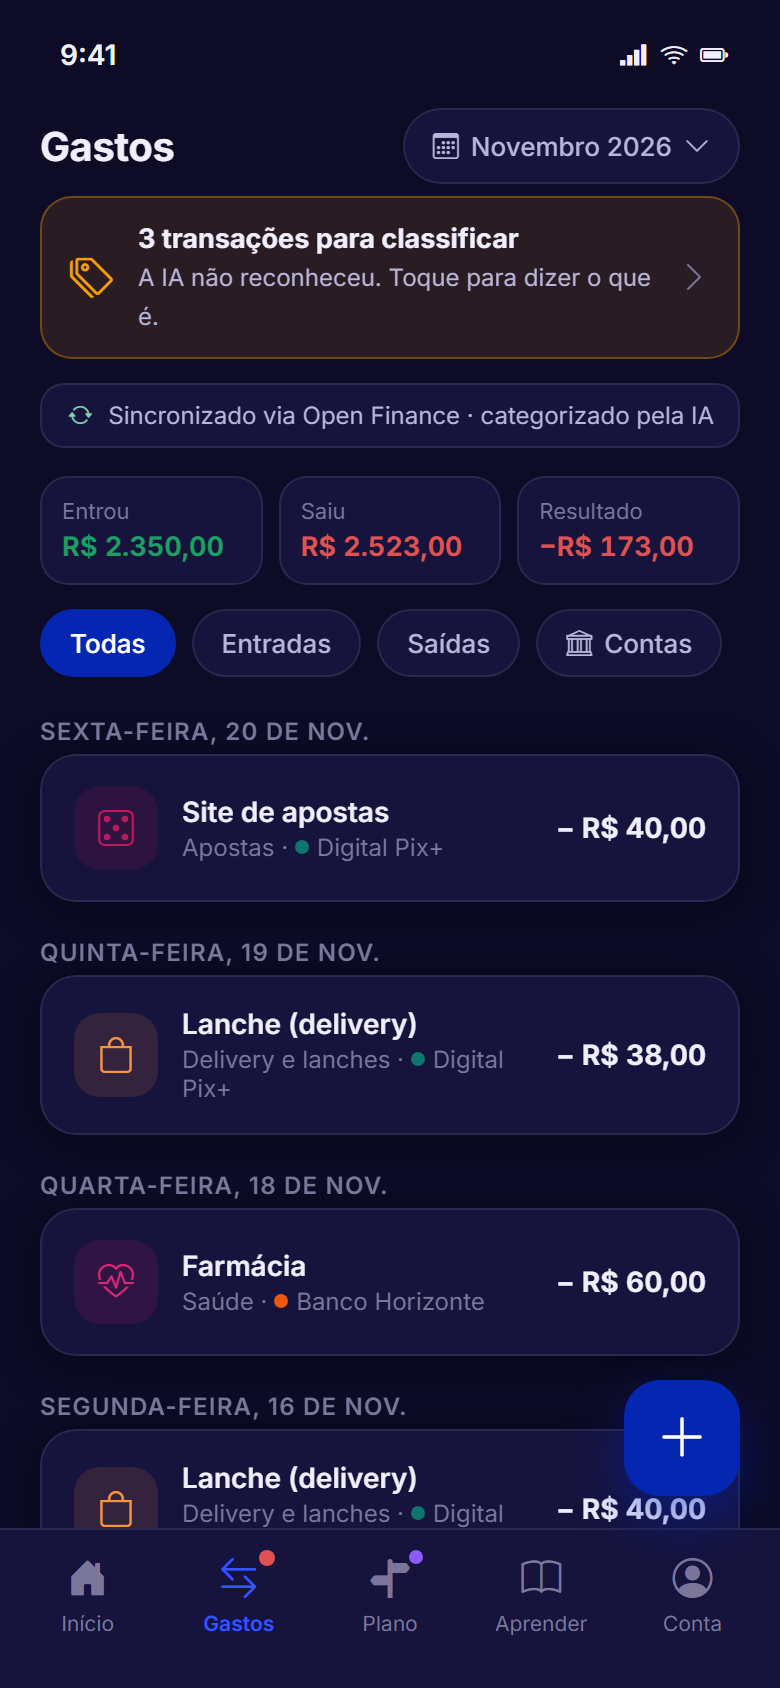 9:41
Gastos
Novembro 2026
3 transações para classificar
A IA não reconheceu. Toque para dizer o que
é.
Sincronizado via Open Finance · categorizado pela IA
Entrou
R$ 2.350,00
Saiu
R$ 2.523,00
Resultado
−R$ 173,00
Todas
Entradas
Saídas
Contas
SEXTA-FEIRA, 20 DE NOV.
Site de apostas
Apostas · Digital Pix+
– R$ 40,00
QUINTA-FEIRA, 19 DE NOV.
Lanche (delivery)
Delivery e lanches · Digital
Pix+
– R$ 38,00
QUARTA-FEIRA, 18 DE NOV.
Farmácia
Saúde · Banco Horizonte
– R$ 60,00
SEGUNDA-FEIRA, 16 DE NOV.
Lanche (delivery)
Delivery e lanches · Digital
– R$ 40,00
Início
Gastos
Plano
Aprender
Conta